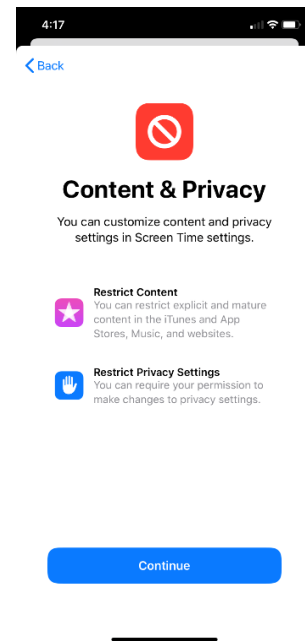 4:17
Back
Content & Privacy
You can customize content and privacy
settings in Screen Time settings.
Restrict Content
You can restrict explicit and mature
content in the iTunes and App
Stores, Music, and websites.
Restrict Privacy Settings
You can require your permission to
make changes to privacy settings.
Continue